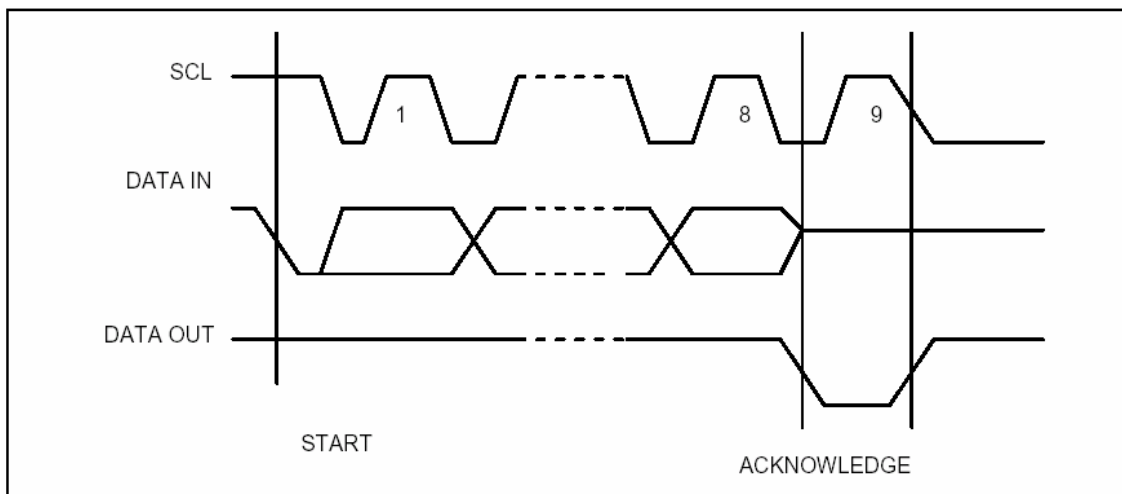 SCL
1
8
9
DATA IN
DATA OUT
START
ACKNOWLEDGE